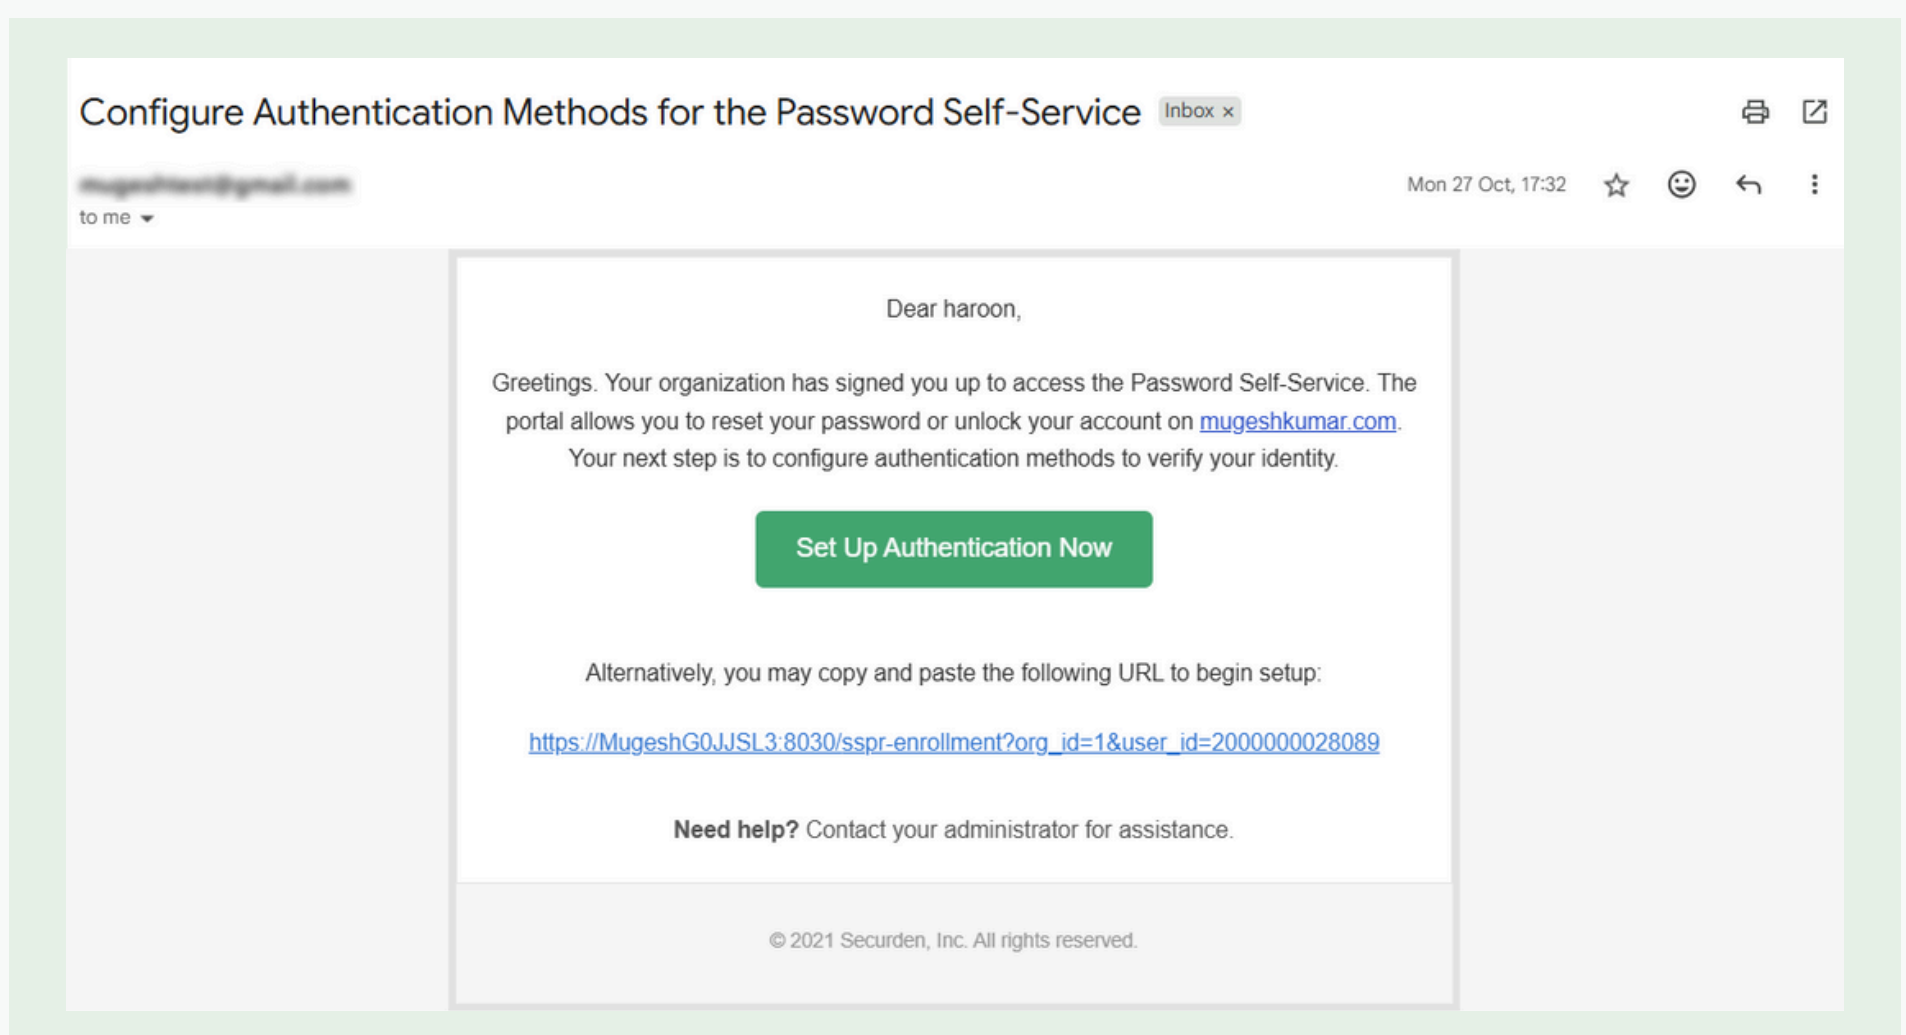 Configure Authentication Methods for the Password Self-Service Inbox ×
Mon 27 Oct, 17:32
to me
Dear haroon,
Greetings. Your organization has signed you up to access the Password Self-Service. The
portal allows you to reset your password or unlock your account on mugeshkumar.com.
Your next step is to configure authentication methods to verify your identity.
Set Up Authentication Now
Alternatively, you may copy and paste the following URL to begin setup:
https://MugeshG0JJSL3:8030/sspr-enrollment?org_id=1&user_id=2000000028089
Need help? Contact your administrator for assistance.
© 2021 Securden, Inc. All rights reserved.